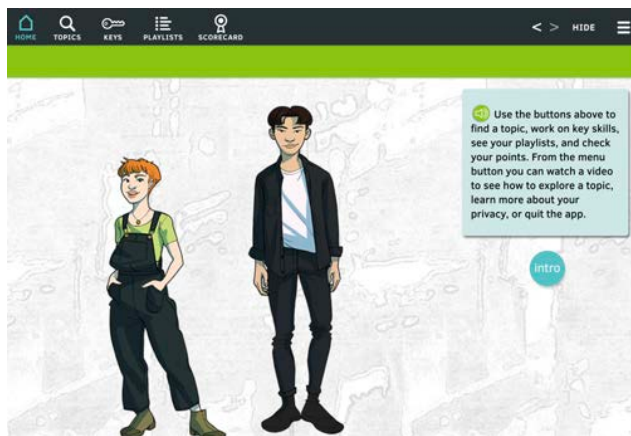 HOME TOPICS KEYS PLAYLISTS SCORECARD < > HIDE
Use the buttons above to
find a topic, work on key skills,
see your playlists, and check
your points. From the menu
button you can watch a video
to see how to explore a topic,
learn more about your
privacy, or quit the app.
intro